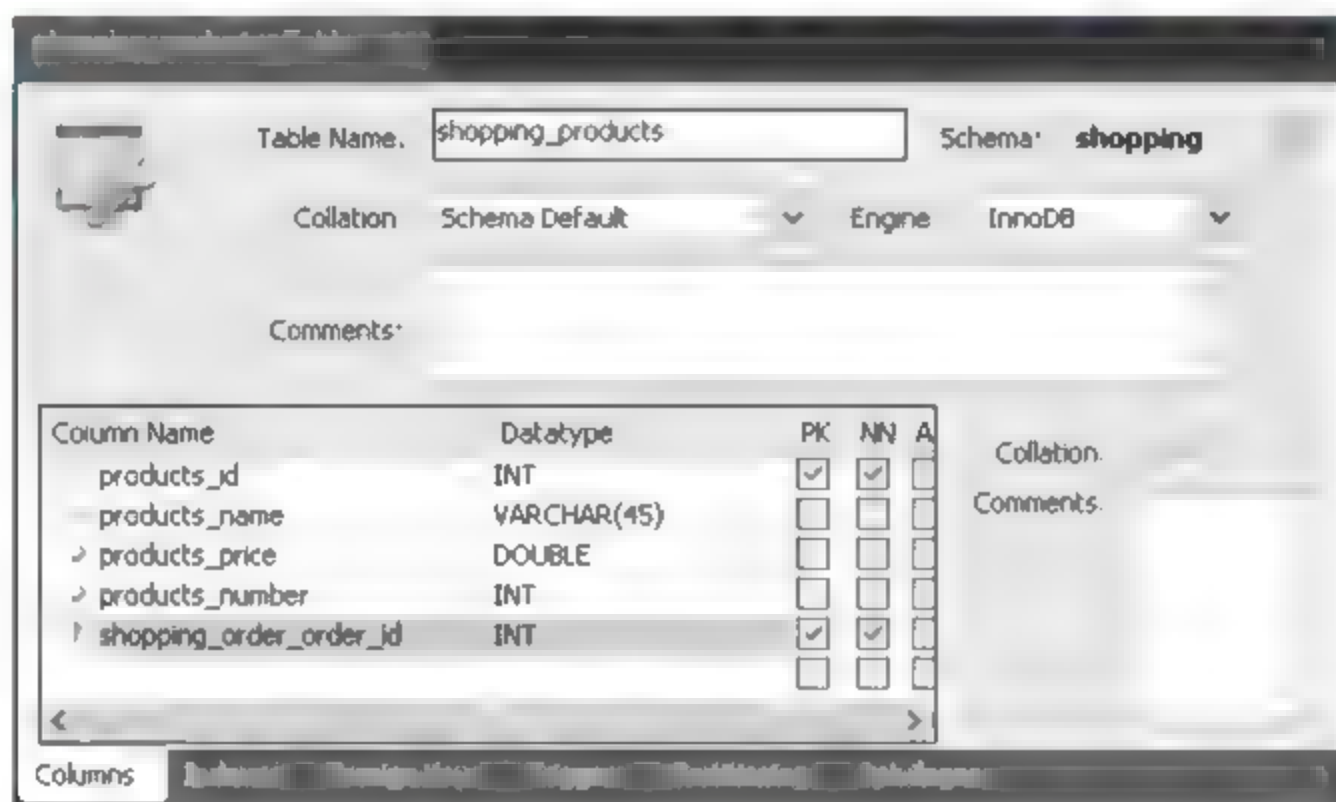 Table Name: shopping_products Schema: shopping
Collation Schema Default Engine InnoDB
Comments:
Column Name Datatype PK NN A
products_id INT
products_name VARCHAR(45)
products_price DOUBLE
products_number INT
shopping_order_order_id INT
Collation:
Comments:
Columns